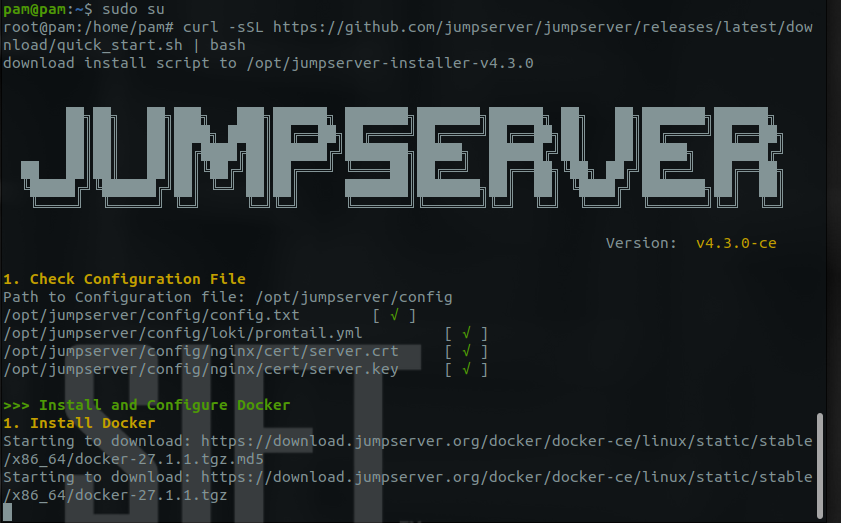 pam@pam:~$ sudo su
root@pam:/home/pam# curl -sSL https://github.com/jumpserver/jumpserver/releases/latest/dow
nload/quick_start.sh | bash
download install script to /opt/jumpserver-installer-v4.3.0
JUMPSERVER
Version:  v4.3.0-ce
1. Check Configuration File
Path to Configuration file: /opt/jumpserver/config
/opt/jumpserver/config/config.txt        [ √ ]
/opt/jumpserver/config/loki/promtail.yml         [ √ ]
/opt/jumpserver/config/nginx/cert/server.crt     [ √ ]
/opt/jumpserver/config/nginx/cert/server.key     [ √ ]
>>> Install and Configure Docker
1. Install Docker
Starting to download: https://download.jumpserver.org/docker/docker-ce/linux/static/stable
/x86_64/docker-27.1.1.tgz.md5
Starting to download: https://download.jumpserver.org/docker/docker-ce/linux/static/stable
/x86_64/docker-27.1.1.tgz
SIFT